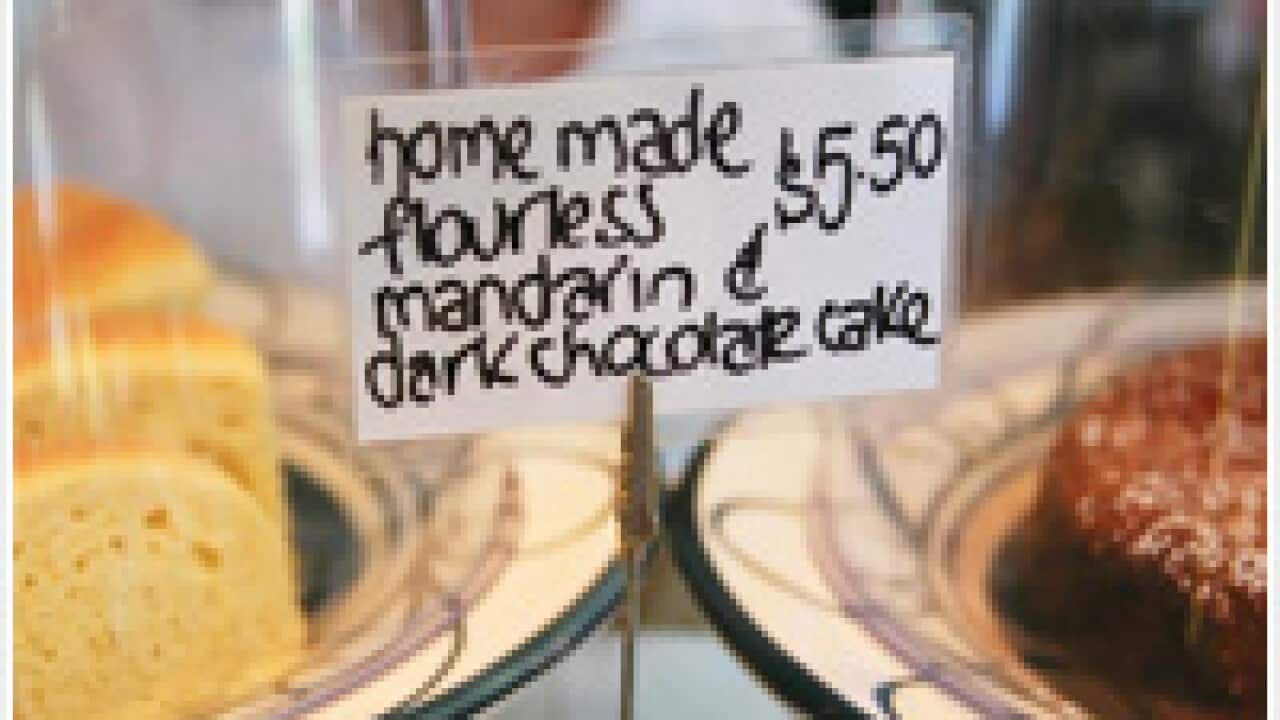 home made $5.50
flourless
mandarin &
dark chocolate cake